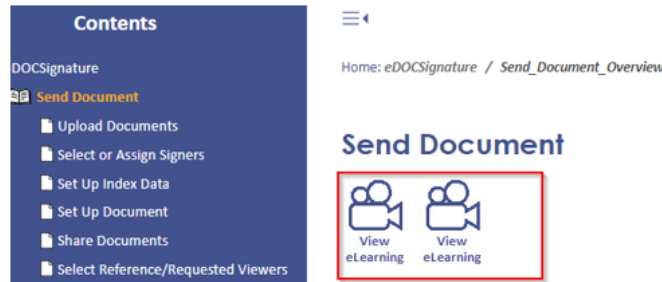 Contents
DOCSignature
Send Document
Upload Documents
Select or Assign Signers
Set Up Index Data
Set Up Document
Share Documents
Select Reference/Requested Viewers
Home: eDOCSignature / Send_Document_Overview
Send Document
View eLearning
View eLearning